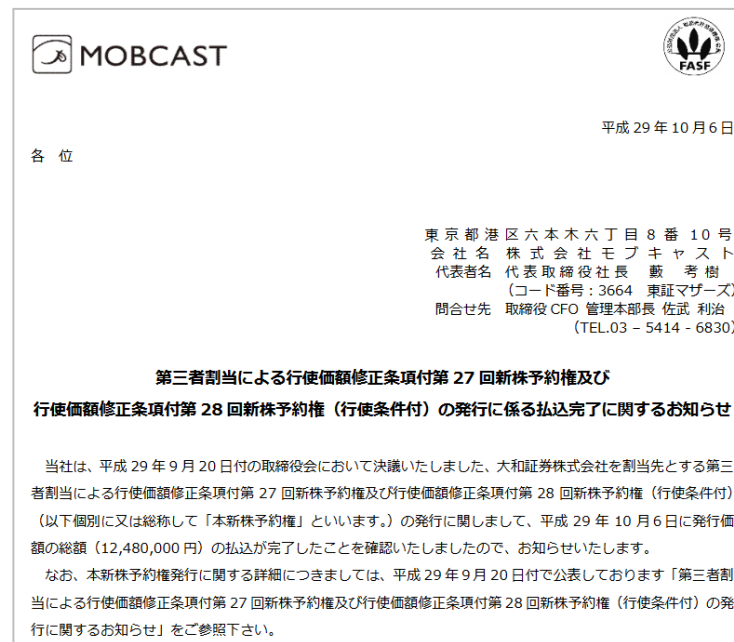 MOBCAST
FASF
平成 29 年 10 月 6 日
各 位
東京都港区六本木六丁目8番 10 号
会社名 株式会社モブキャスト
代表者名 代表取締役社長 藪 考樹
(コード番号:3664 東証マザーズ)
問合せ先 取締役 CFO 管理本部長 佐武 利治
(TEL.03 – 5414 - 6830)
第三者割当による行使価額修正条項付第 27 回新株予約権及び
行使価額修正条項付第 28 回新株予約権(行使条件付)の発行に係る払込完了に関するお知らせ
当社は、平成 29 年 9 月 20 日付の取締役会において決議いたしました、大和証券株式会社を割当先とする第三
者割当による行使価額修正条項付第 27 回新株予約権及び行使価額修正条項付第 28 回新株予約権(行使条件付)
(以下個別に又は総称して「本新株予約権」といいます。)の発行に関しまして、平成 29 年 10 月6日に発行価
額の総額(12,480,000 円)の払込が完了したことを確認いたしましたので、お知らせいたします。
なお、本新株予約権発行に関する詳細につきましては、平成 29 年 9 月 20 日付で公表しております「第三者割
当による行使価額修正条項付第 27 回新株予約権及び行使価額修正条項付第 28 回新株予約権(行使条件付)の発
行に関するお知らせ」をご参照下さい。